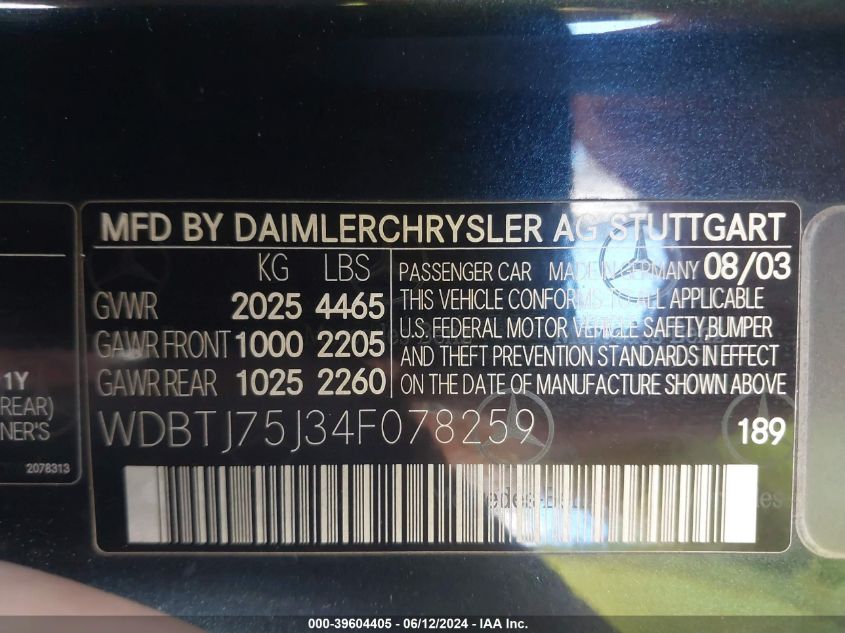 MFD BY DAIMLERCHRYSLER AG STUTTGART
KG LBS
GVWR 2025 4465
GAWR FRONT 1000 2205
GAWR REAR 1025 2260
PASSENGER CAR MADE IN GERMANY 08/03
THIS VEHICLE CONFORMS TO ALL APPLICABLE
U.S. FEDERAL MOTOR VEHICLE SAFETY, BUMPER
AND THEFT PREVENTION STANDARDS IN EFFECT
ON THE DATE OF MANUFACTURE SHOWN ABOVE
WDBTJ75J34F078259
189
1Y
REAR)
NER'S
2078313
000-39604405 - 06/12/2024 - IAA Inc.